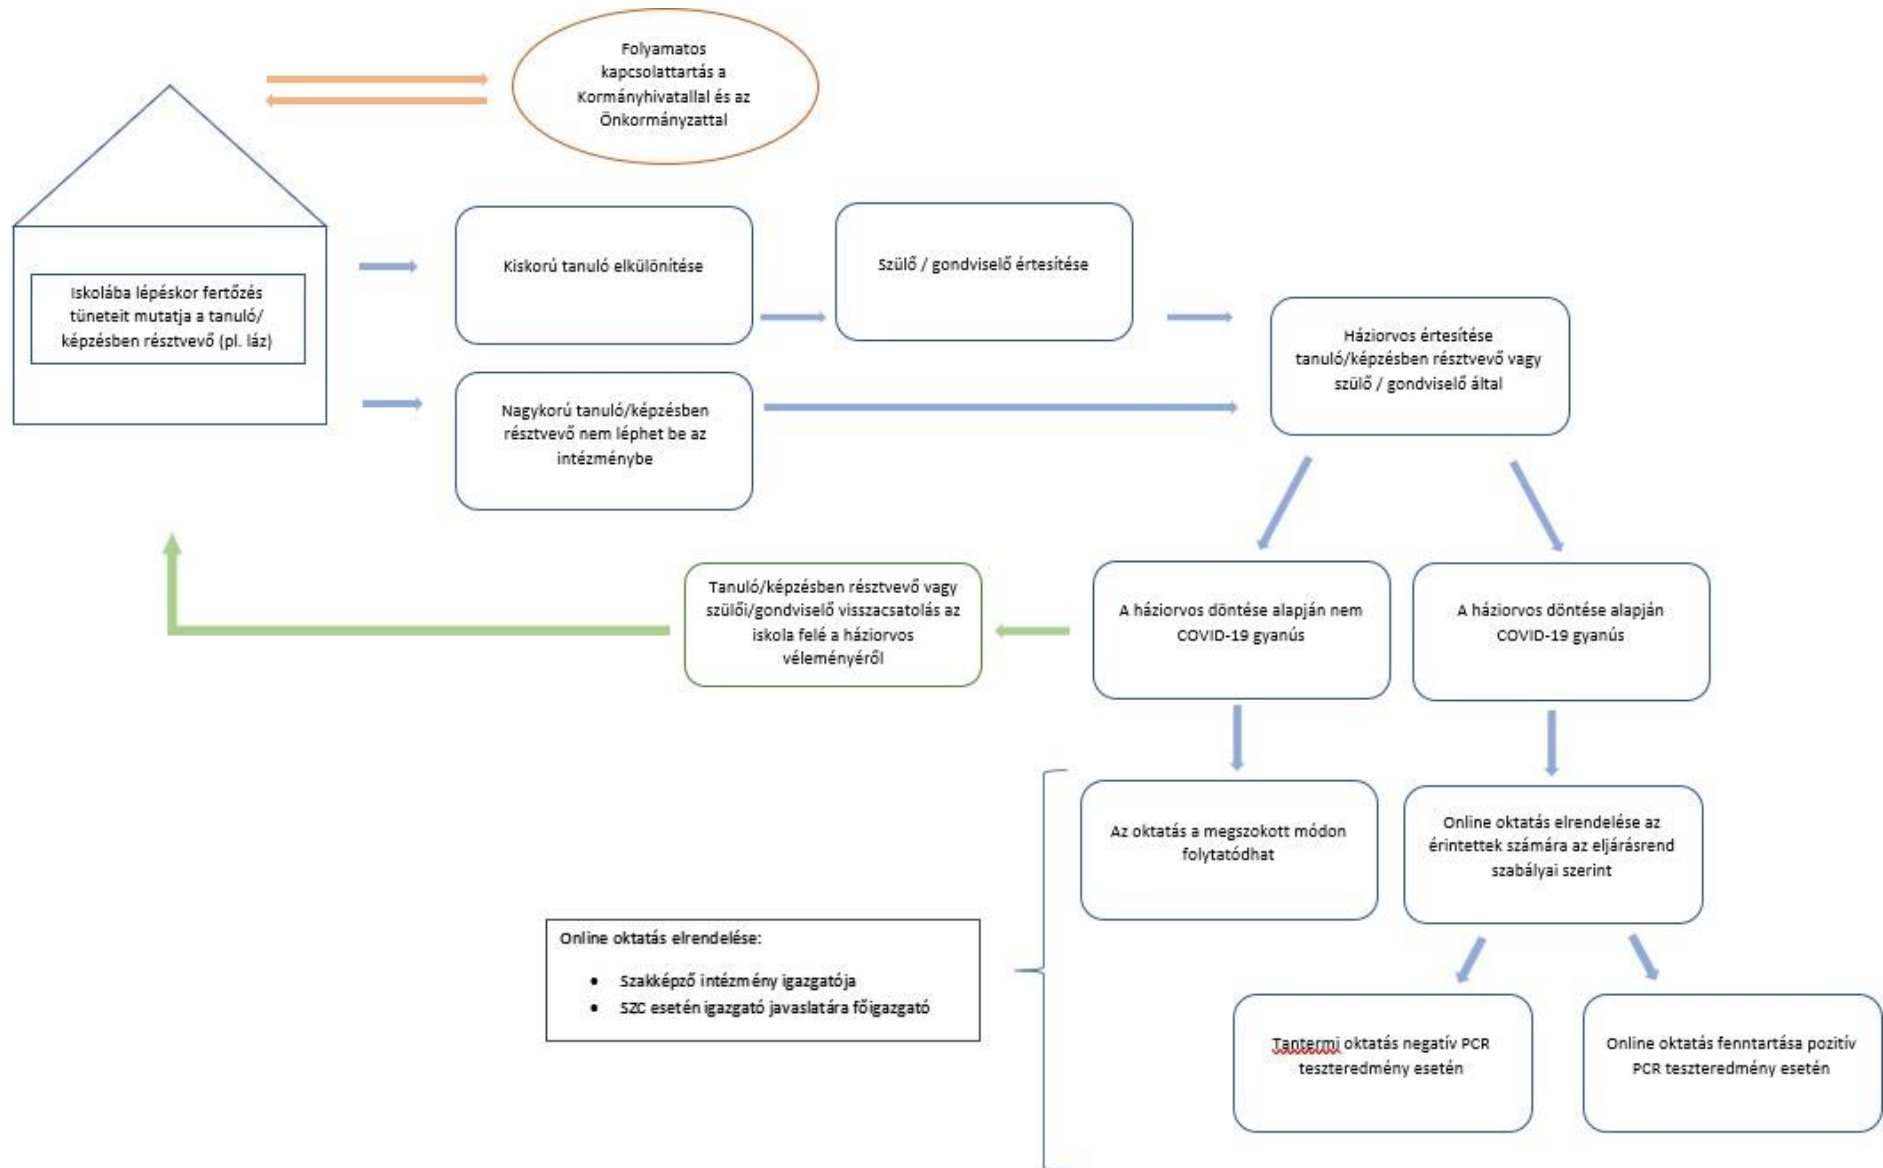 Folyamatos
kapcsolattartás a
Kormányhivatallal és az
Önkormányzattal
Iskolába lépéskor fertőzés
tüneteit mutatja a tanuló/
képzésben résztvevő (pl. láz)
Kiskorú tanuló elkülönítése
Szülő / gondviselő értesítése
Háziorvos értesítése
tanuló/képzésben résztvevő vagy
szülő / gondviselő által
Nagykorú tanuló/képzésben
résztvevő nem léphet be az
intézménybe
Tanuló/képzésben résztvevő vagy
szülői/gondviselő visszacsatolás az
iskola felé a háziorvos
véleményéről
A háziorvos döntése alapján nem
COVID-19 gyanús
A háziorvos döntése alapján
COVID-19 gyanús
Az oktatás a megszokott módon
folytatódhat
Online oktatás elrendelése az
érintettek számára az eljárásrend
szabályai szerint
Online oktatás elrendelése:
• Szakképző intézmény igazgatója
• SZC esetén igazgató javaslatára főigazgató
Tantermi oktatás negatív PCR
teszteredmény esetén
Online oktatás fenntartása pozitív
PCR teszteredmény esetén